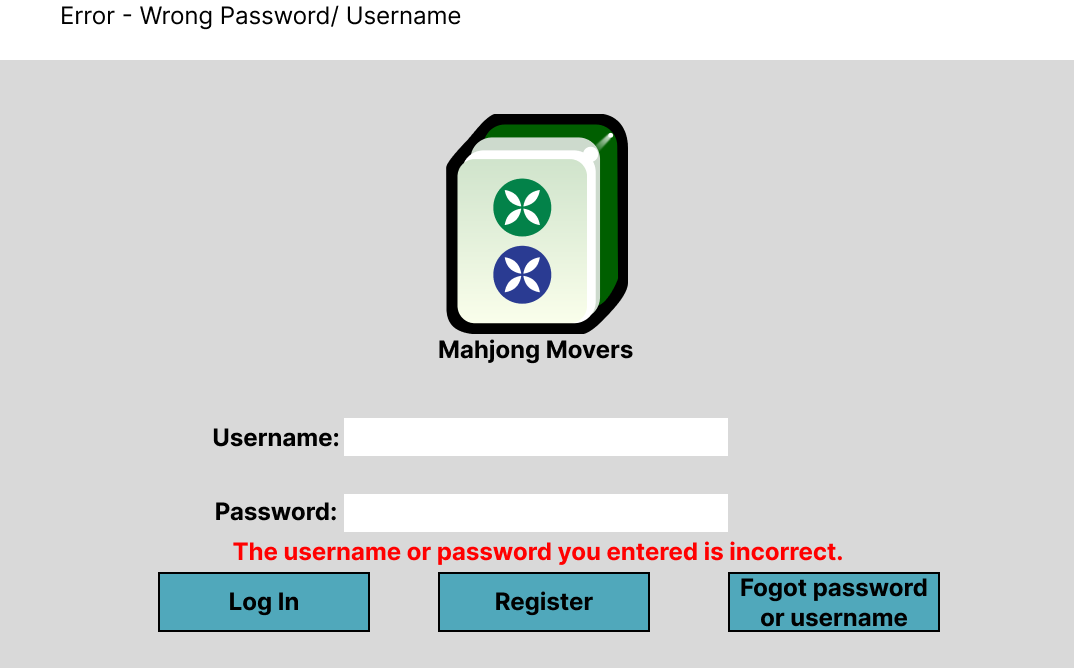 Error - Wrong Password/ Username
Mahjong Movers
Username:
Password:
The username or password you entered is incorrect.
Log In
Register
Fogot password
or username